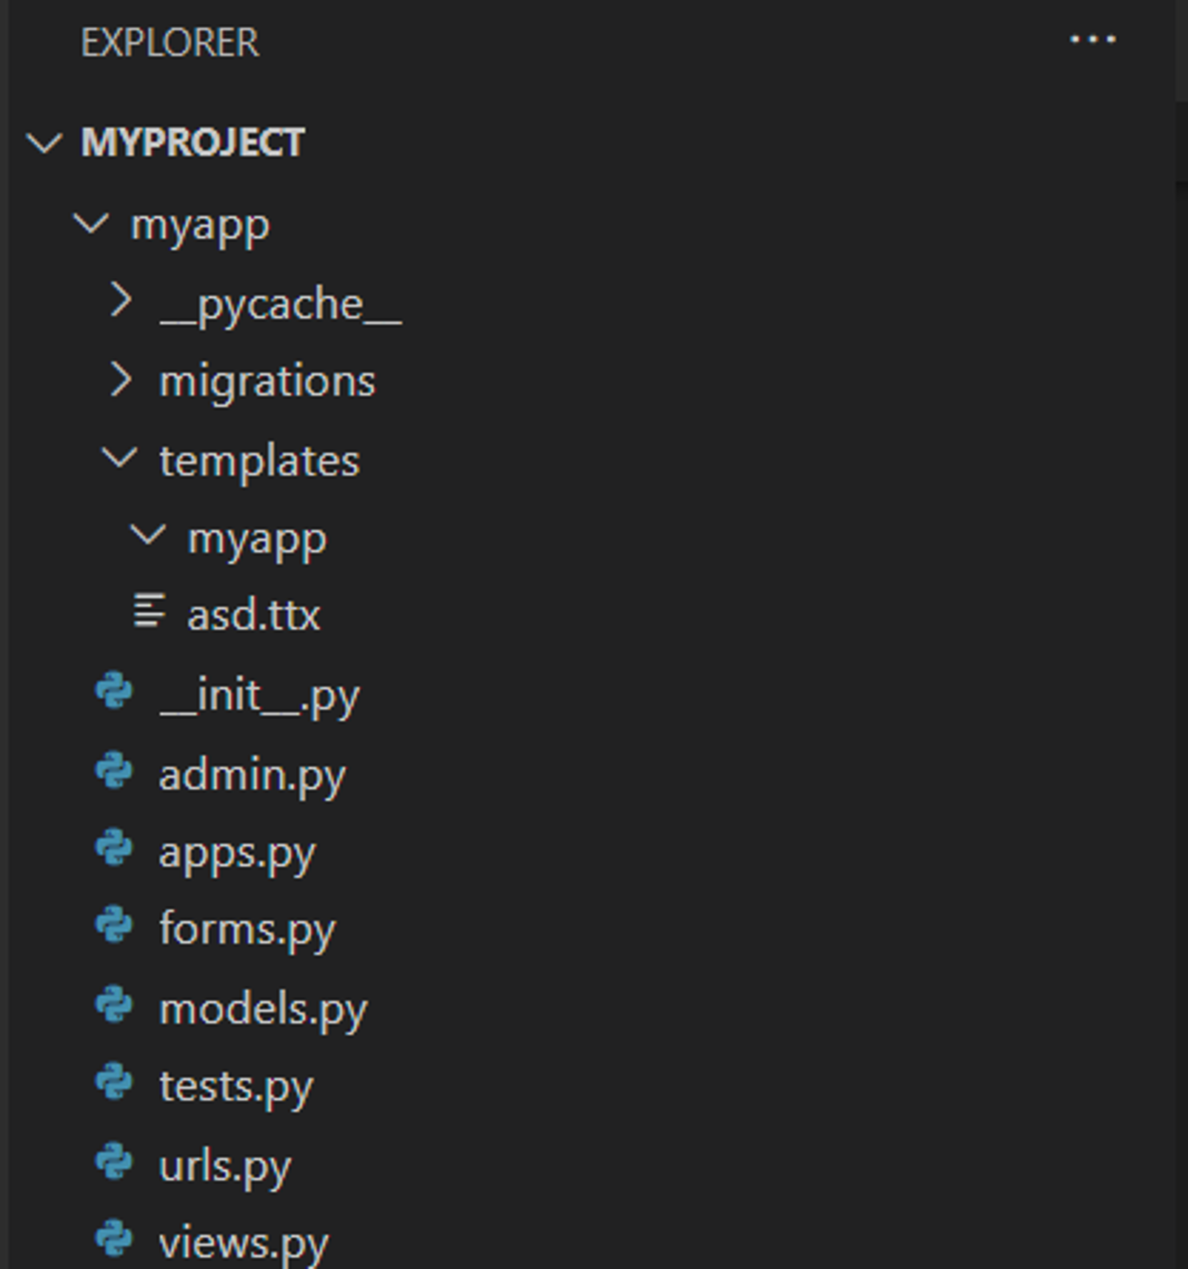 EXPLORER
MYPROJECT
myapp
__pycache__
migrations
templates
myapp
asd.ttx
__init__.py
admin.py
apps.py
forms.py
models.py
tests.py
urls.py
views.py